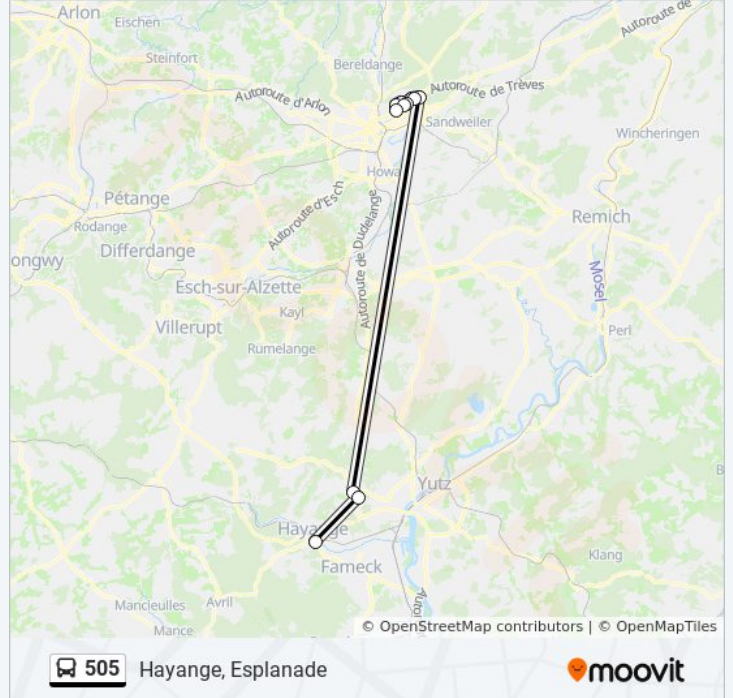 Arlon
Eischen
Autoroute de
Steinfort
Bereldange
Autoroute d'Arlon
Autoroute de Trèves
Sandweiler
Wincheringen
Howa
Pétange
Autoroute d'Esch
Remich
Rodange
Differdange
Autoroute de Dudelange
ongwy
Mosel
Esch-sur-Alzette
Kayl
Villerupt
Perl
Rumelange
B
Yutz
Hayange
Klang
Fameck
Mancieulles
Avril
Auto
Mance
© OpenStreetMap contributors | © OpenMapTiles
505 Hayange, Esplanade
moovit